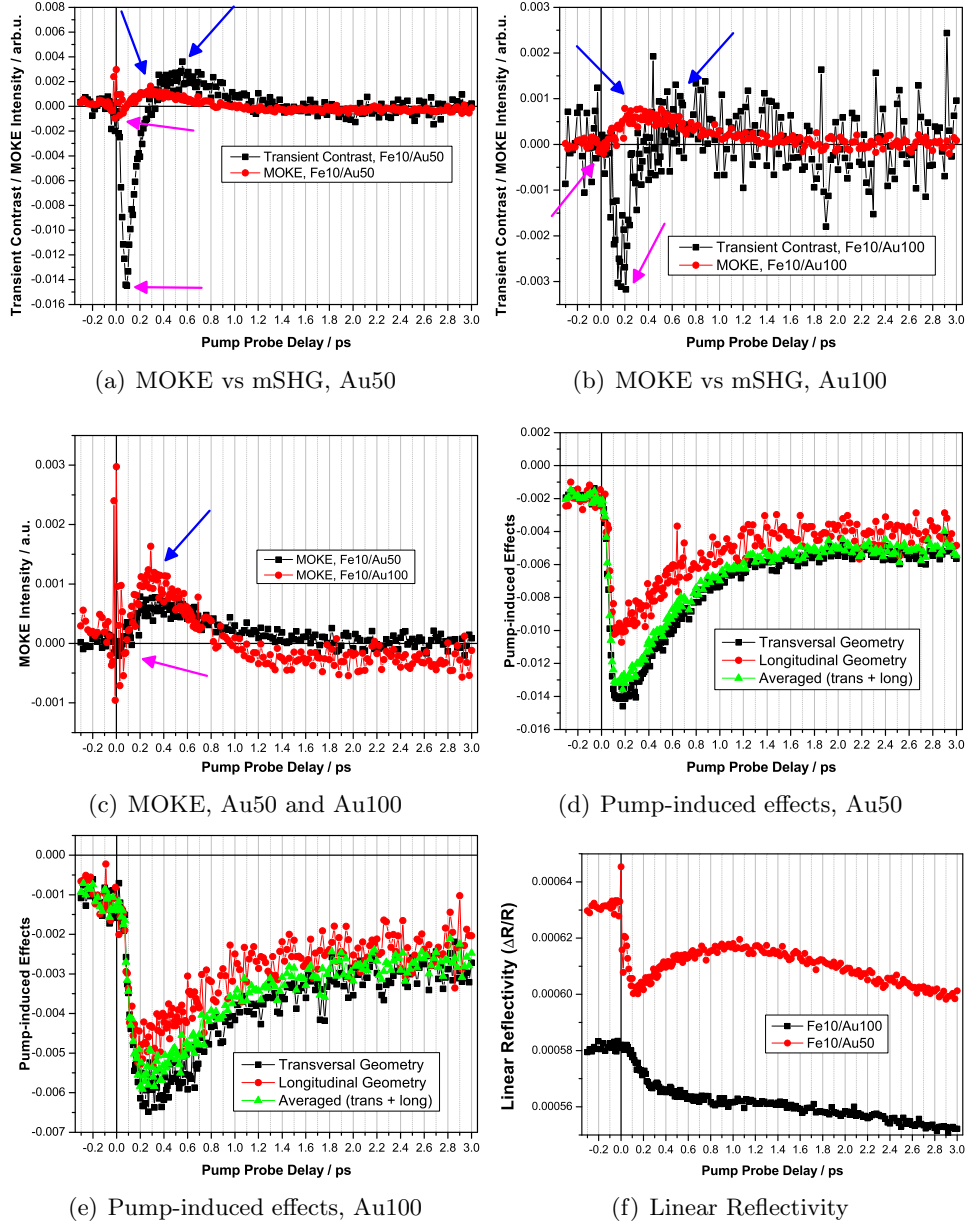 0.008
0.006
0.004
0.002
0.000
-0.002
-0.004
-0.006
-0.008
-0.010
-0.012
-0.014
-0.016
Transient Contrast / MOKE Intensity / arb.u.
Transient Contrast, Fe10/Au50
MOKE, Fe10/Au50
-0.2 0.0 0.2 0.4 0.6 0.8 1.0 1.2 1.4 1.6 1.8 2.0 2.2 2.4 2.6 2.8 3.0
Pump Probe Delay / ps
(a) MOKE vs mSHG, Au50
0.003
0.002
0.001
0.000
-0.001
-0.002
-0.003
Transient Contrast / MOKE Intensity / arb.u.
Transient Contrast, Fe10/Au100
MOKE, Fe10/Au100
-0.2 0.0 0.2 0.4 0.6 0.8 1.0 1.2 1.4 1.6 1.8 2.0 2.2 2.4 2.6 2.8 3.0
Pump Probe Delay / ps
(b) MOKE vs mSHG, Au100
0.003
0.002
0.001
0.000
-0.001
MOKE Intensity / a.u.
MOKE, Fe10/Au50
MOKE, Fe10/Au100
-0.2 0.0 0.2 0.4 0.6 0.8 1.0 1.2 1.4 1.6 1.8 2.0 2.2 2.4 2.6 2.8 3.0
Pump Probe Delay / ps
(c) MOKE, Au50 and Au100
0.002
0.000
-0.002
-0.004
-0.006
-0.008
-0.010
-0.012
-0.014
-0.016
Pump-induced Effects
Transversal Geometry
Longitudinal Geometry
Averaged (trans + long)
-0.2 0.0 0.2 0.4 0.6 0.8 1.0 1.2 1.4 1.6 1.8 2.0 2.2 2.4 2.6 2.8 3.0
Pump Probe Delay / ps
(d) Pump-induced effects, Au50
0.000
-0.001
-0.002
-0.003
-0.004
-0.005
-0.006
-0.007
Pump-induced Effects
Transversal Geometry
Longitudinal Geometry
Averaged (trans + long)
-0.2 0.0 0.2 0.4 0.6 0.8 1.0 1.2 1.4 1.6 1.8 2.0 2.2 2.4 2.6 2.8 3.0
Pump Probe Delay / ps
(e) Pump-induced effects, Au100
0.00064
0.00062
0.00060
0.00058
0.00056
Linear Reflectivity (ΔR/R)
Fe10/Au100
Fe10/Au50
-0.2 0.0 0.2 0.4 0.6 0.8 1.0 1.2 1.4 1.6 1.8 2.0 2.2 2.4 2.6 2.8 3.0
Pump Probe Delay / ps
(f) Linear Reflectivity